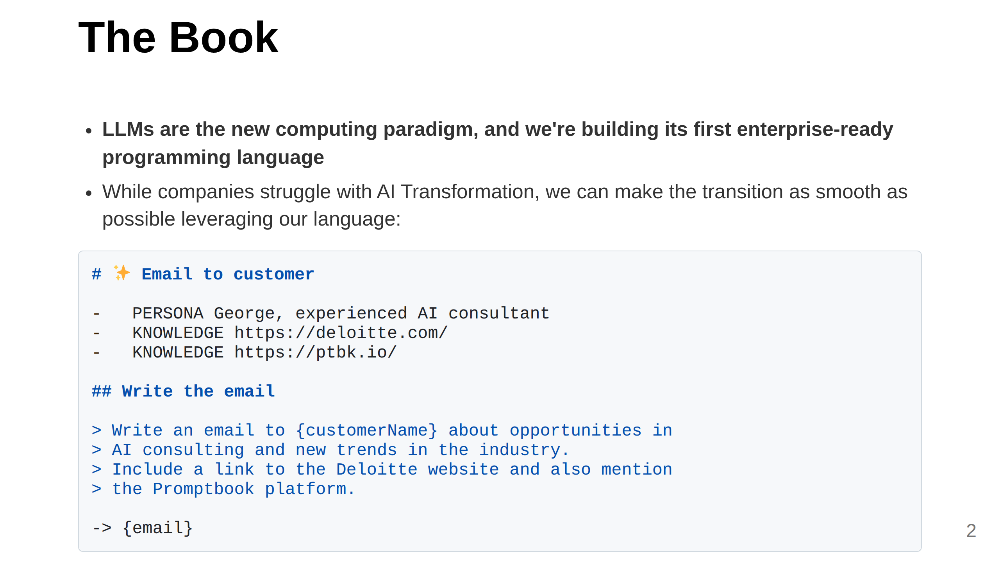 The Book
• LLMs are the new computing paradigm, and we're building its first enterprise-ready
programming language
• While companies struggle with AI Transformation, we can make the transition as smooth as
possible leveraging our language:
# ✨ Email to customer
-   PERSONA George, experienced AI consultant
-   KNOWLEDGE https://deloitte.com/
-   KNOWLEDGE https://ptbk.io/
## Write the email
> Write an email to {customerName} about opportunities in
> AI consulting and new trends in the industry.
> Include a link to the Deloitte website and also mention
> the Promptbook platform.
-> {email}
2